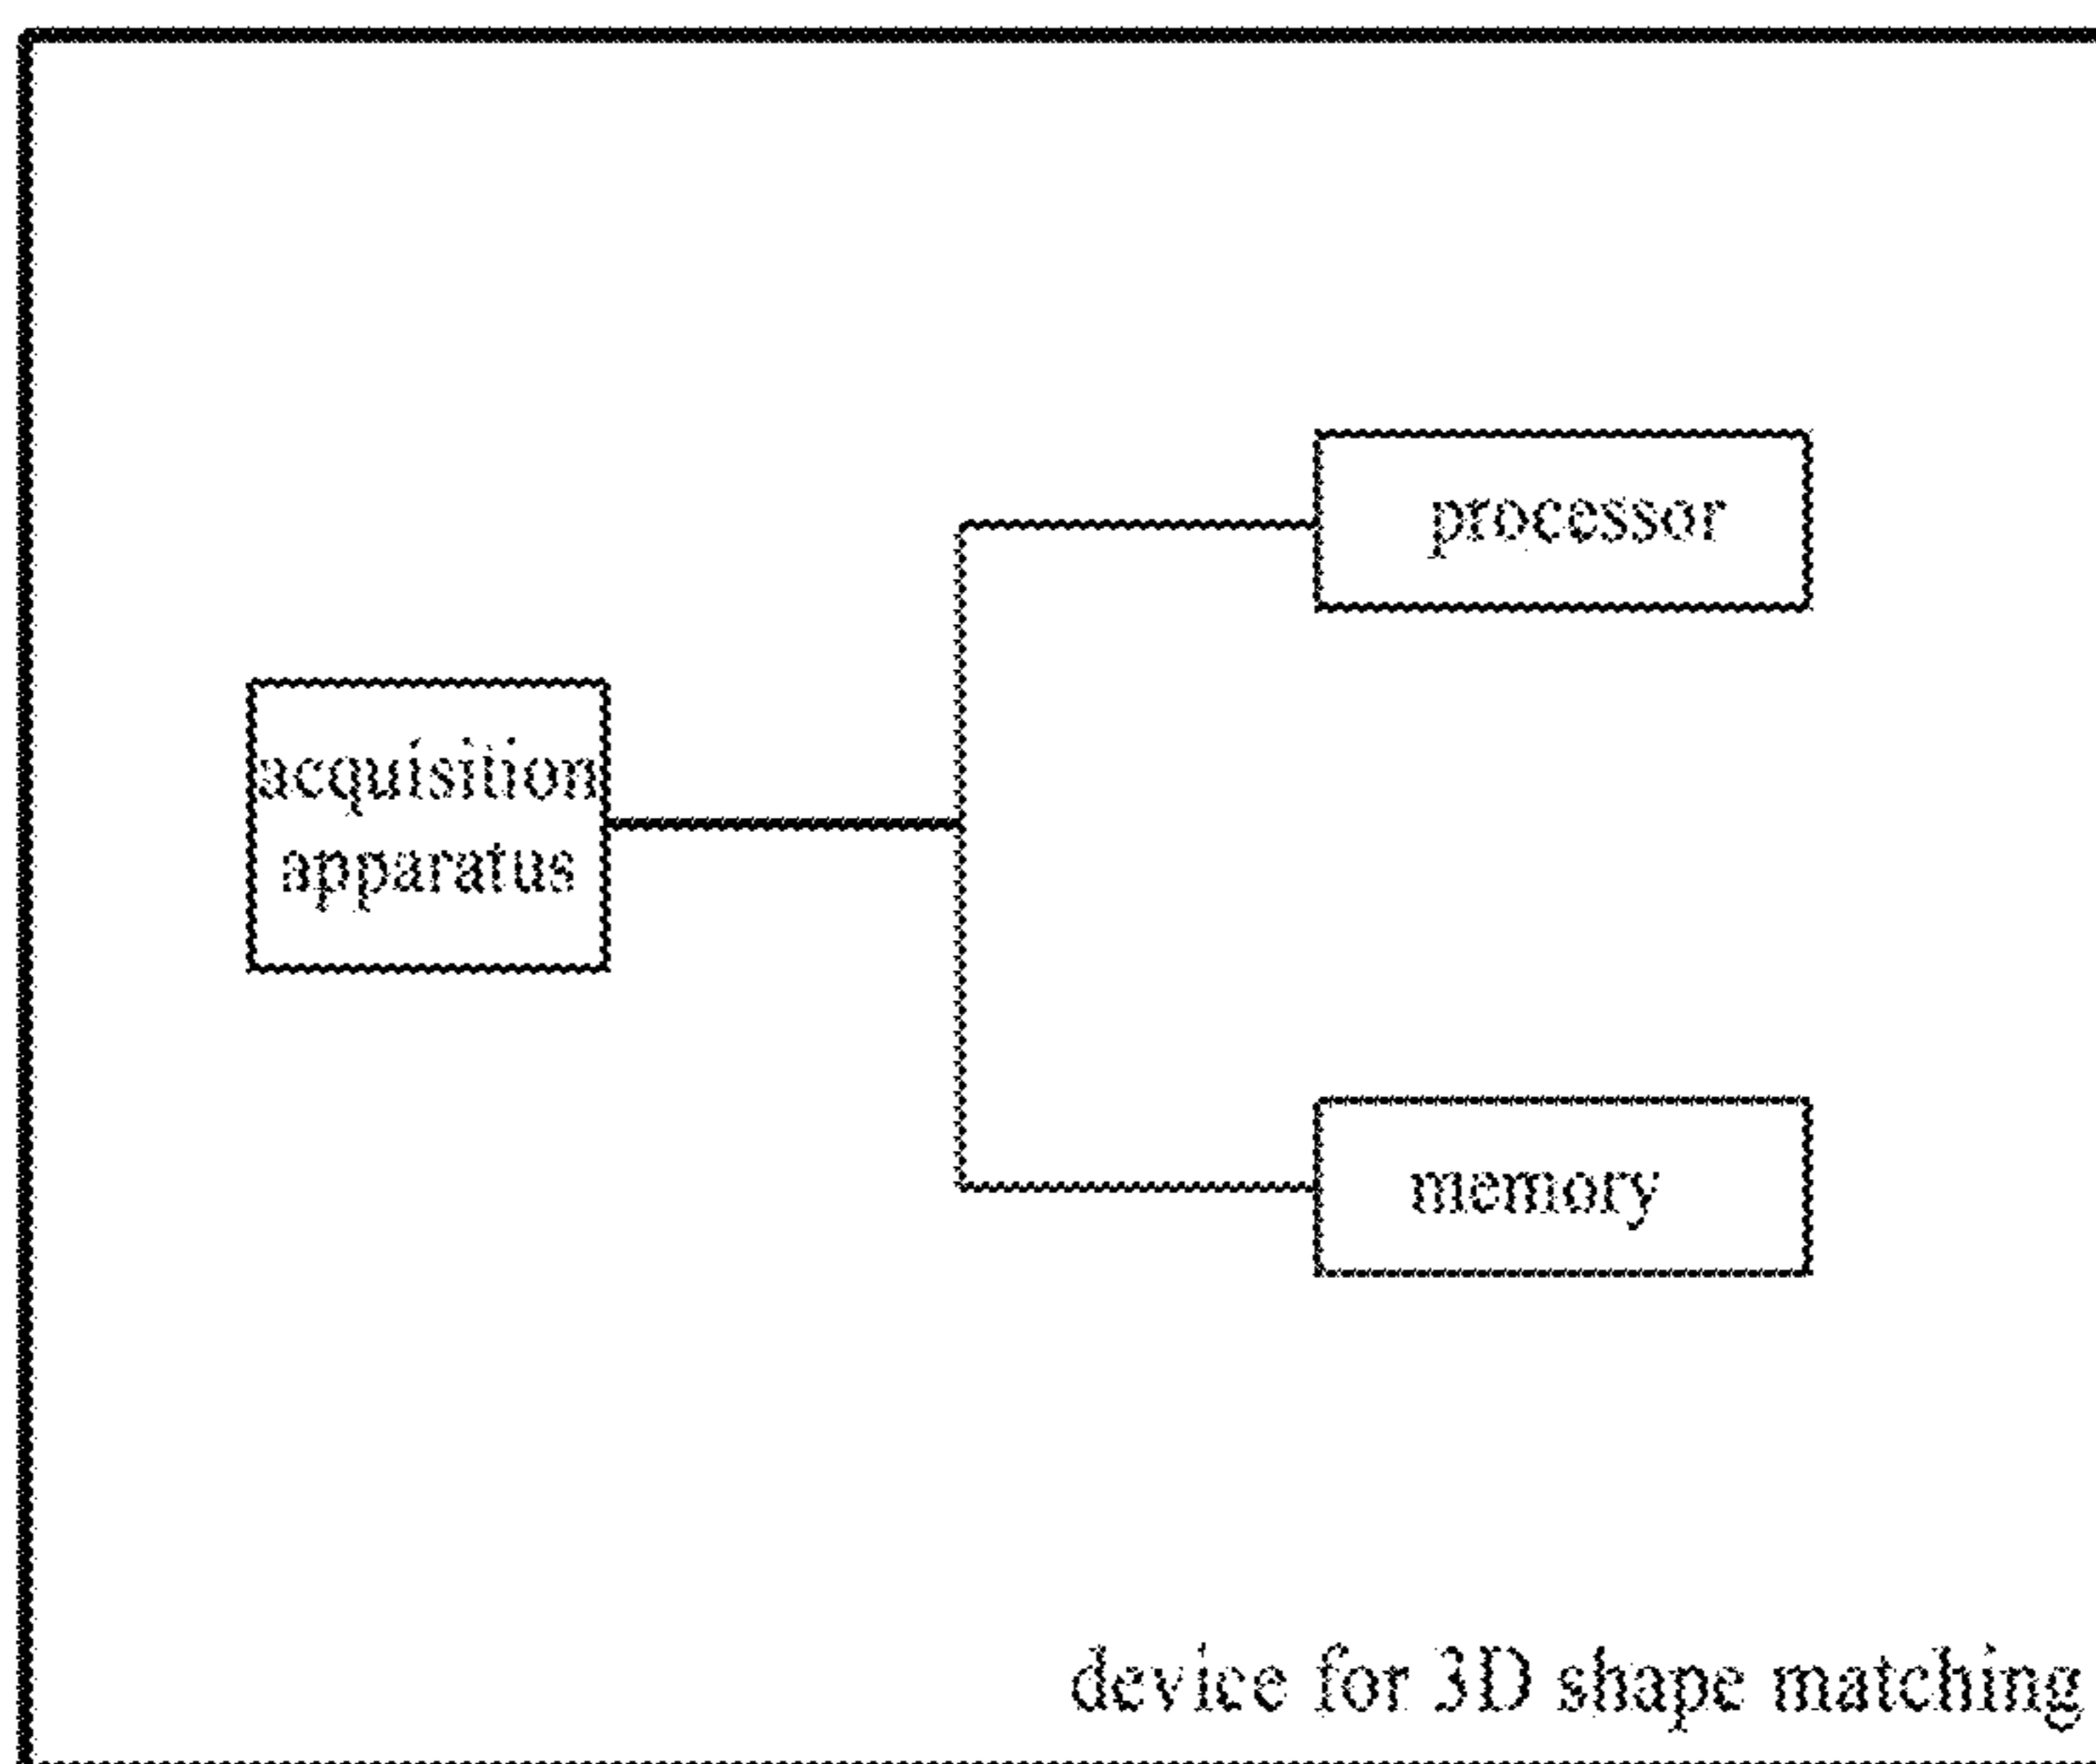 processor
acquisition
apparatus
memory
device for 3D shape matching